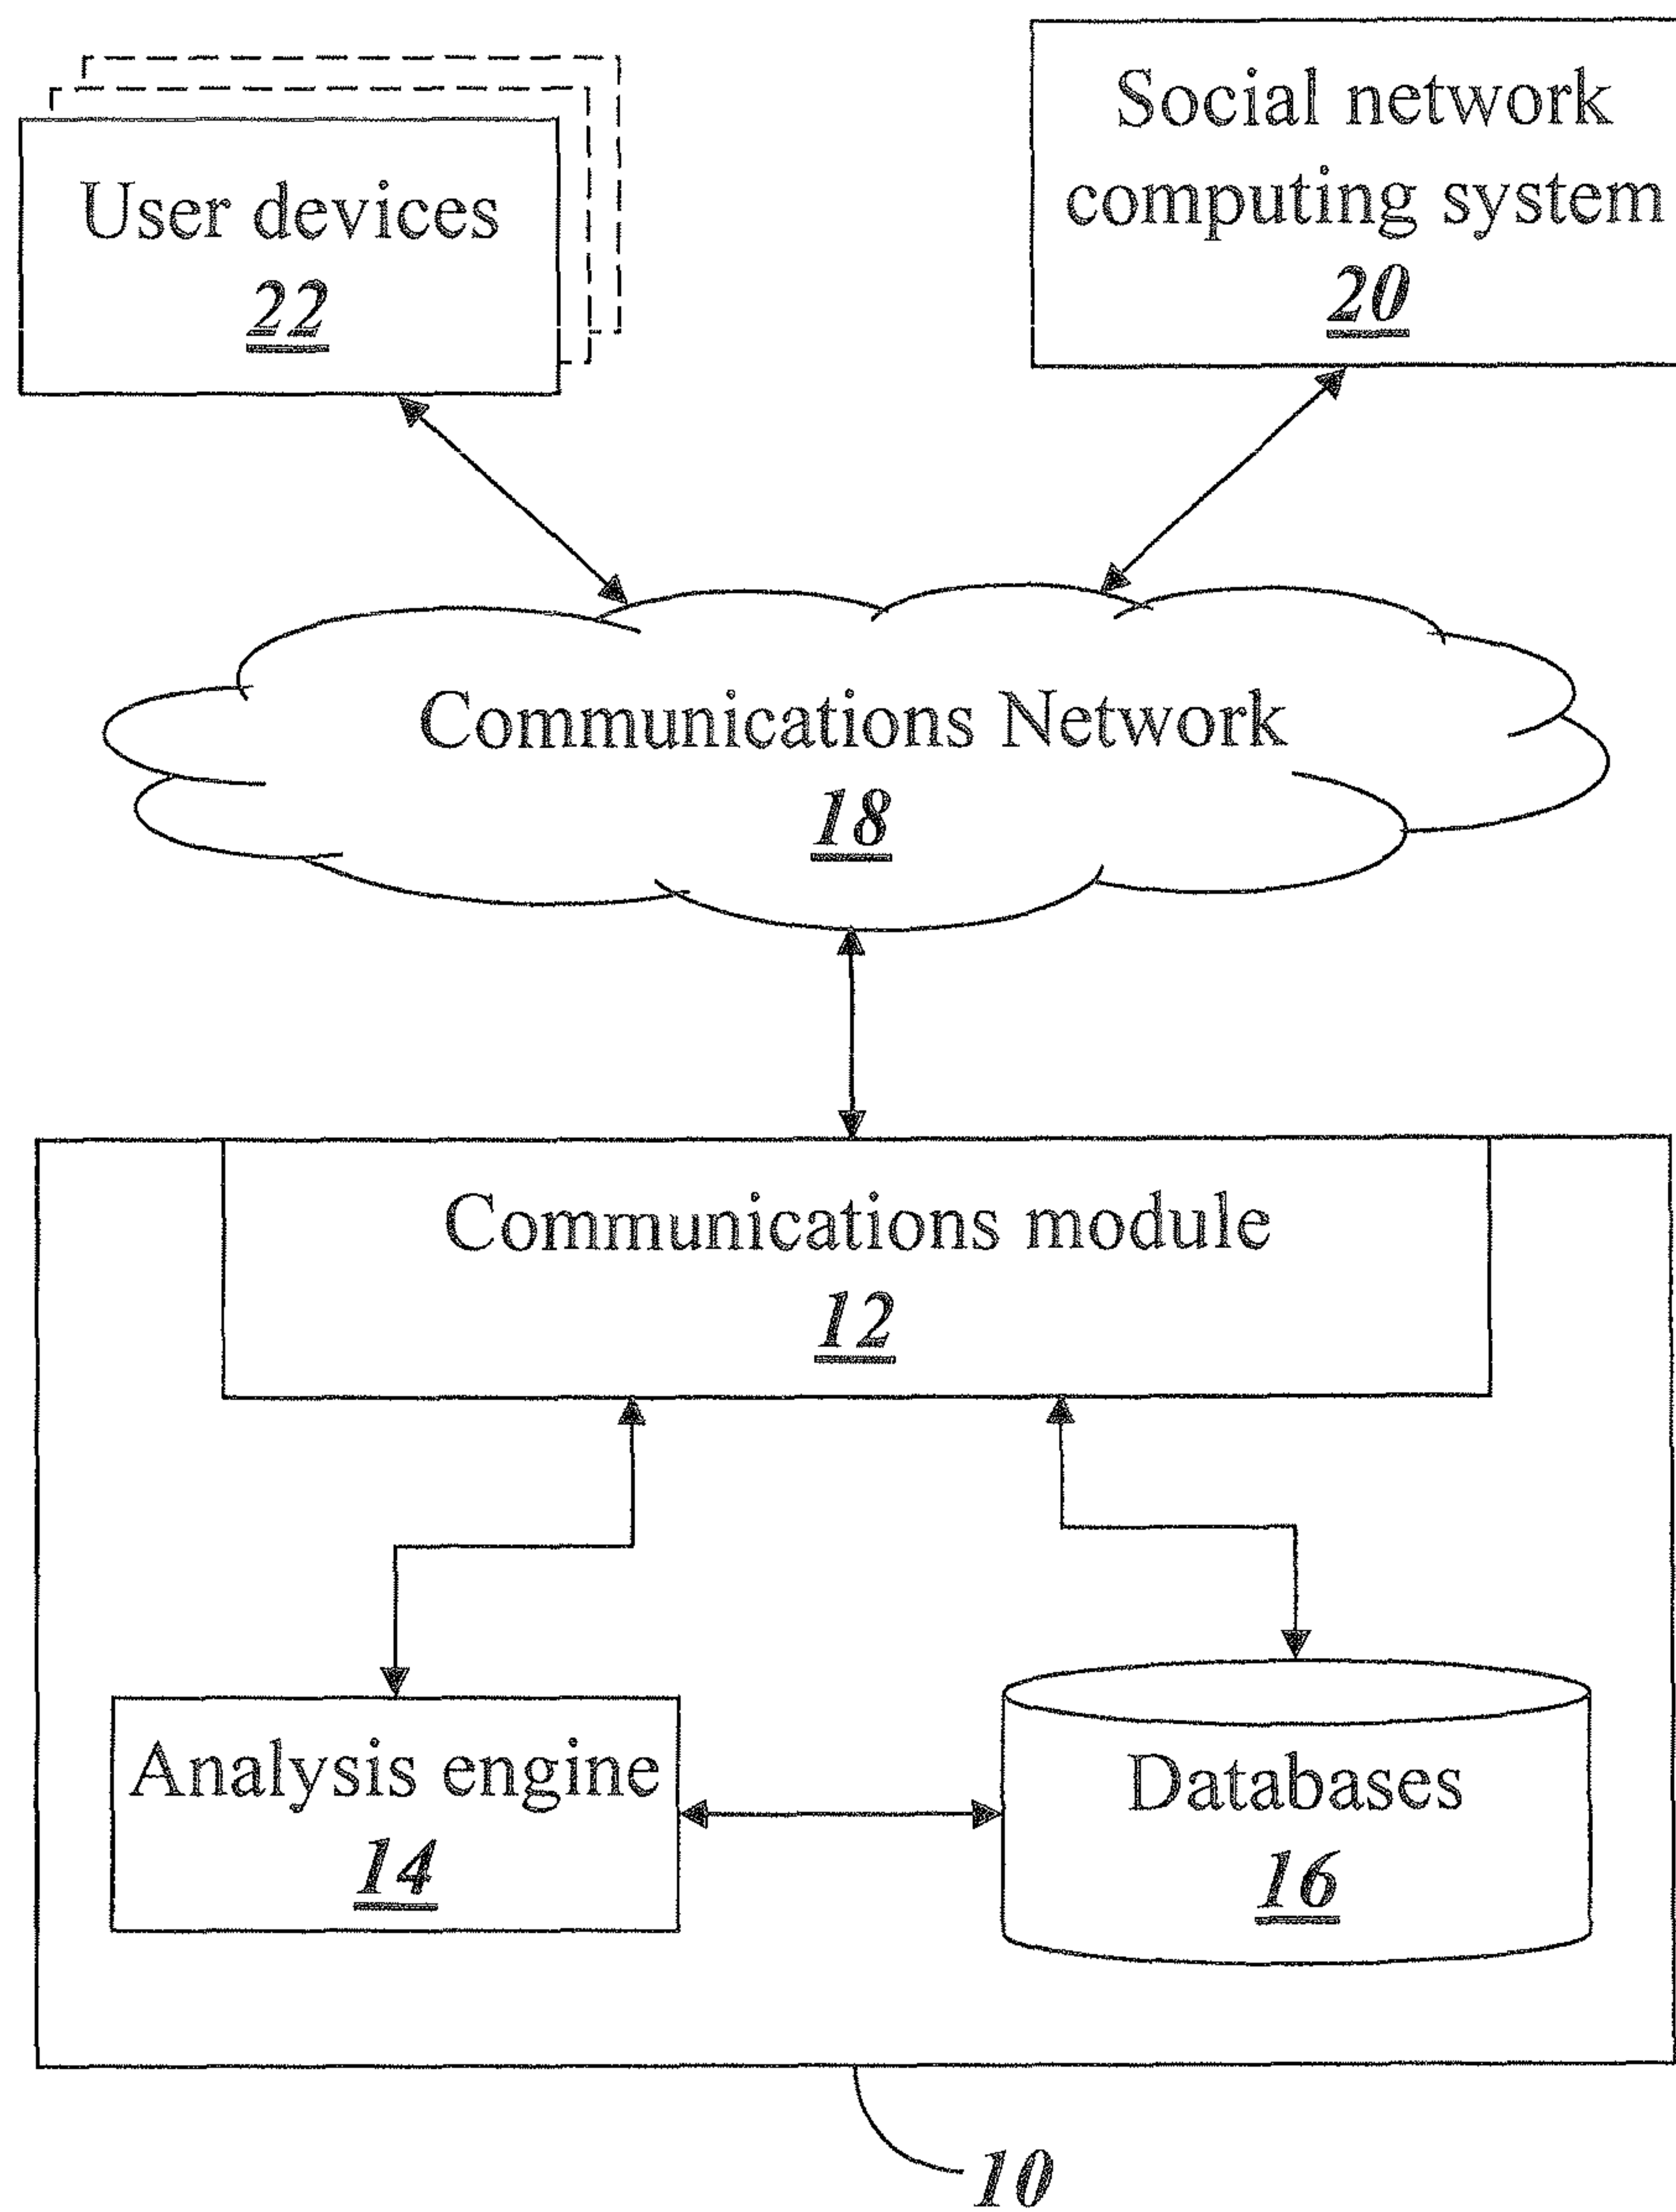 User devices
22
Social network
computing system
20
Communications Network
18
Communications module
12
Analysis engine
14
Databases
16
10